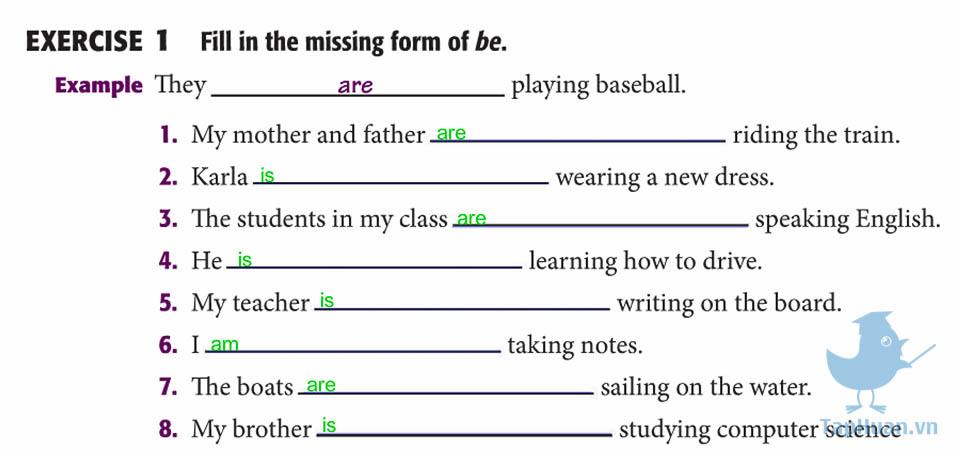 EXERCISE 1 Fill in the missing form of be.
Example They are playing baseball.
1. My mother and father are riding the train.
2. Karla is wearing a new dress.
3. The students in my class are speaking English.
4. He is learning how to drive.
5. My teacher is writing on the board.
6. I am taking notes.
7. The boats are sailing on the water.
8. My brother is studying computer science
TapHuan.vn